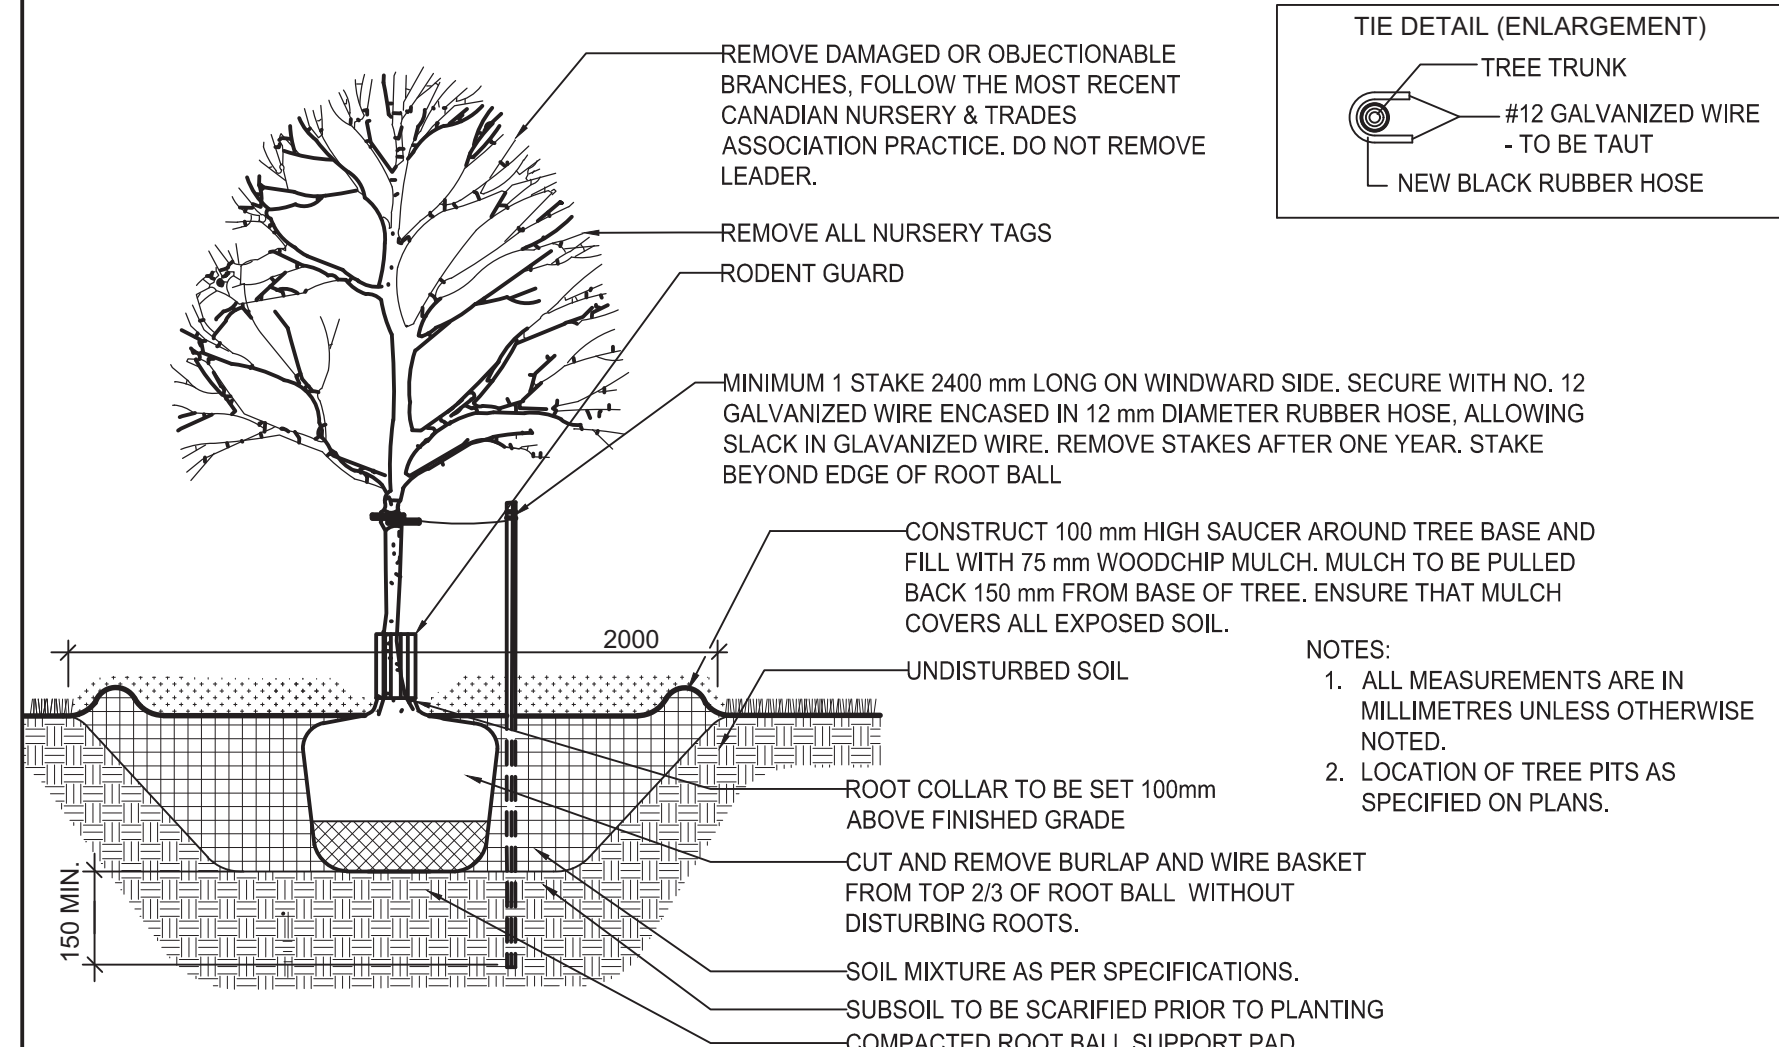 TIE DETAIL (ENLARGEMENT)
TREE TRUNK
#12 GALVANIZED WIRE
- TO BE TAUT
NEW BLACK RUBBER HOSE
REMOVE DAMAGED OR OBJECTIONABLE
BRANCHES, FOLLOW THE MOST RECENT
CANADIAN NURSERY & TRADES
ASSOCIATION PRACTICE. DO NOT REMOVE
LEADER.
REMOVE ALL NURSERY TAGS
RODENT GUARD
MINIMUM 1 STAKE 2400 mm LONG ON WINDWARD SIDE. SECURE WITH NO. 12
GALVANIZED WIRE ENCASED IN 12 mm DIAMETER RUBBER HOSE, ALLOWING
SLACK IN GLAVANIZED WIRE. REMOVE STAKES AFTER ONE YEAR. STAKE
BEYOND EDGE OF ROOT BALL
CONSTRUCT 100 mm HIGH SAUCER AROUND TREE BASE AND
FILL WITH 75 mm WOODCHIP MULCH. MULCH TO BE PULLED
BACK 150 mm FROM BASE OF TREE. ENSURE THAT MULCH
COVERS ALL EXPOSED SOIL.
2000
UNDISTURBED SOIL
NOTES:
1. ALL MEASUREMENTS ARE IN
MILLIMETRES UNLESS OTHERWISE
NOTED.
2. LOCATION OF TREE PITS AS
SPECIFIED ON PLANS.
ROOT COLLAR TO BE SET 100mm
ABOVE FINISHED GRADE
CUT AND REMOVE BURLAP AND WIRE BASKET
FROM TOP 2/3 OF ROOT BALL WITHOUT
DISTURBING ROOTS.
150 MIN.
SOIL MIXTURE AS PER SPECIFICATIONS.
SUBSOIL TO BE SCARIFIED PRIOR TO PLANTING
COMPACTED ROOT BALL SUPPORT PAD